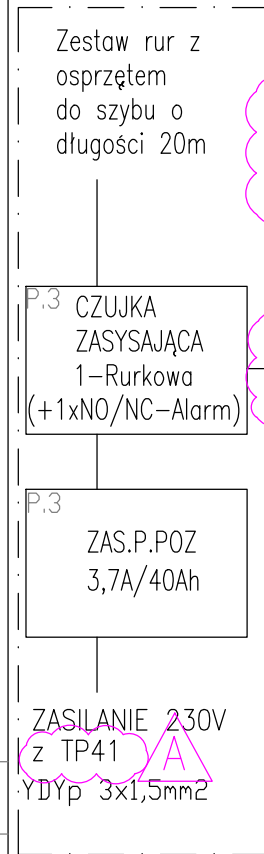 Zestaw rur z
osprzętem
do szybu o
długości 20m
P.3
CZUJKA
ZASYSAJĄCA
1-Rurkowa
(+1xNO/NC-Alarm)
P.3
ZAS.P.POZ
3,7A/40Ah
ZASILANIE 230V
z TP41
A
YDYp 3x1,5mm2